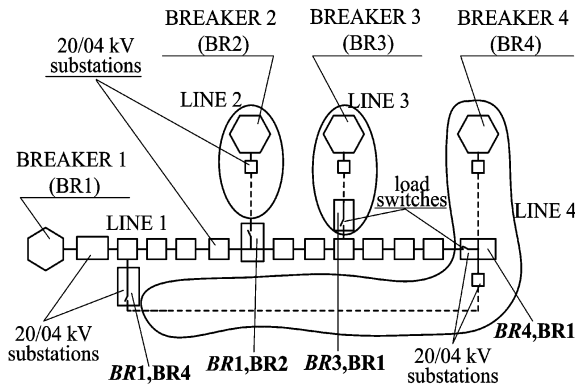 BREAKER 2
(BR2)
BREAKER 3
(BR3)
BREAKER 4
(BR4)
20/04 kV
substations
LINE 2
LINE 3
BREAKER 1
(BR1)
load
switches
LINE 1
LINE 4
20/04 kV
substations
BR1,BR4
BR1,BR2
BR3,BR1
20/04 kV
substations
BR4,BR1